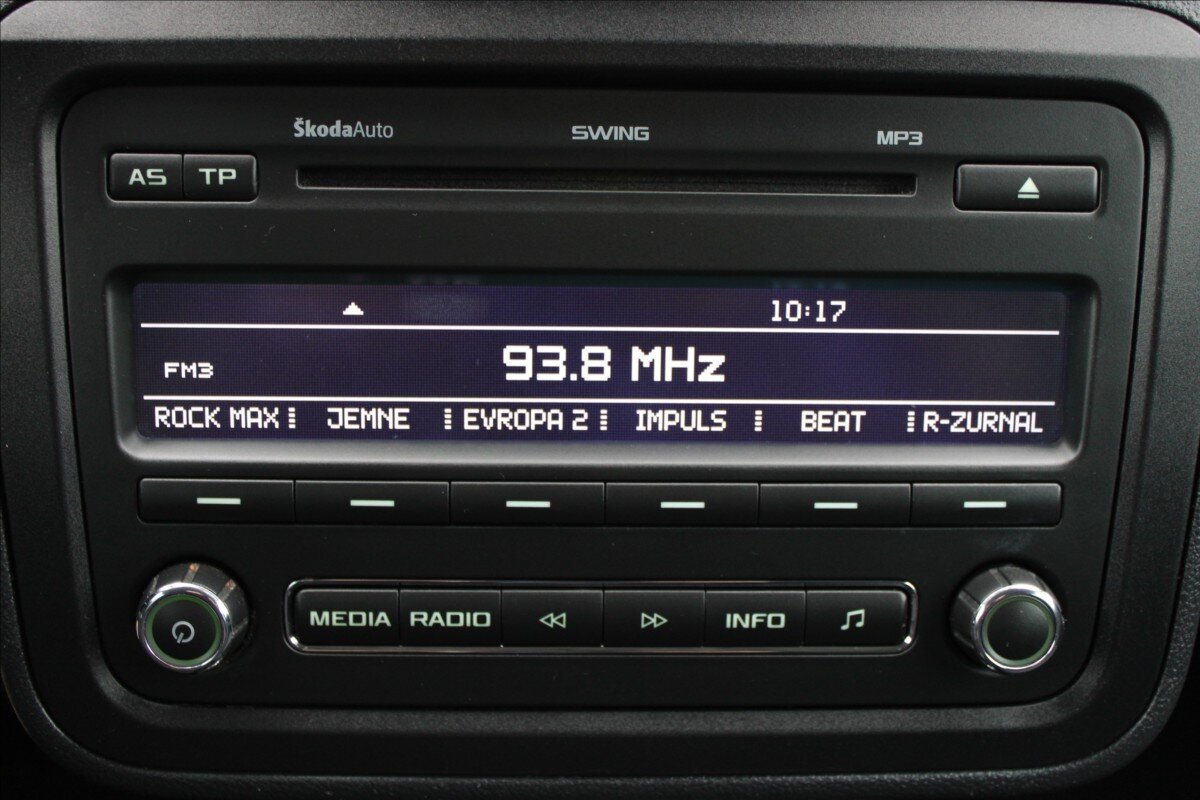 ŠkodaAuto SWING MP3
AS TP
10:17
FM3 93.8 MHz
ROCK MAX JEMNE EVROPA 2 IMPULS BEAT R-ZURNAL
MEDIA RADIO INFO